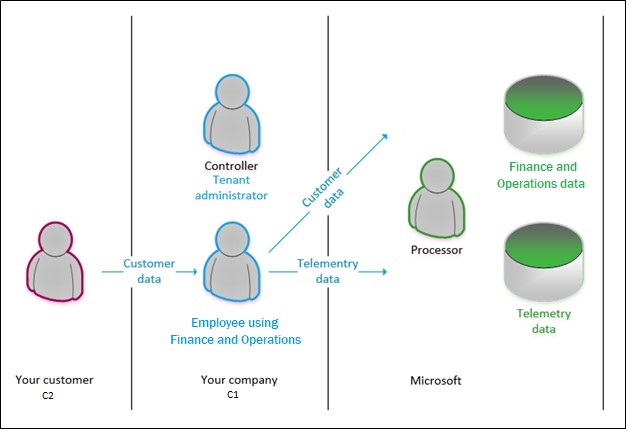 Controller
Tenant
administrator
Customer
data
Finance and
Operations data
Processor
Customer
data
Telementry
data
Employee using
Finance and Operations
Telemetry
data
Your customer
C2
Your company
C1
Microsoft